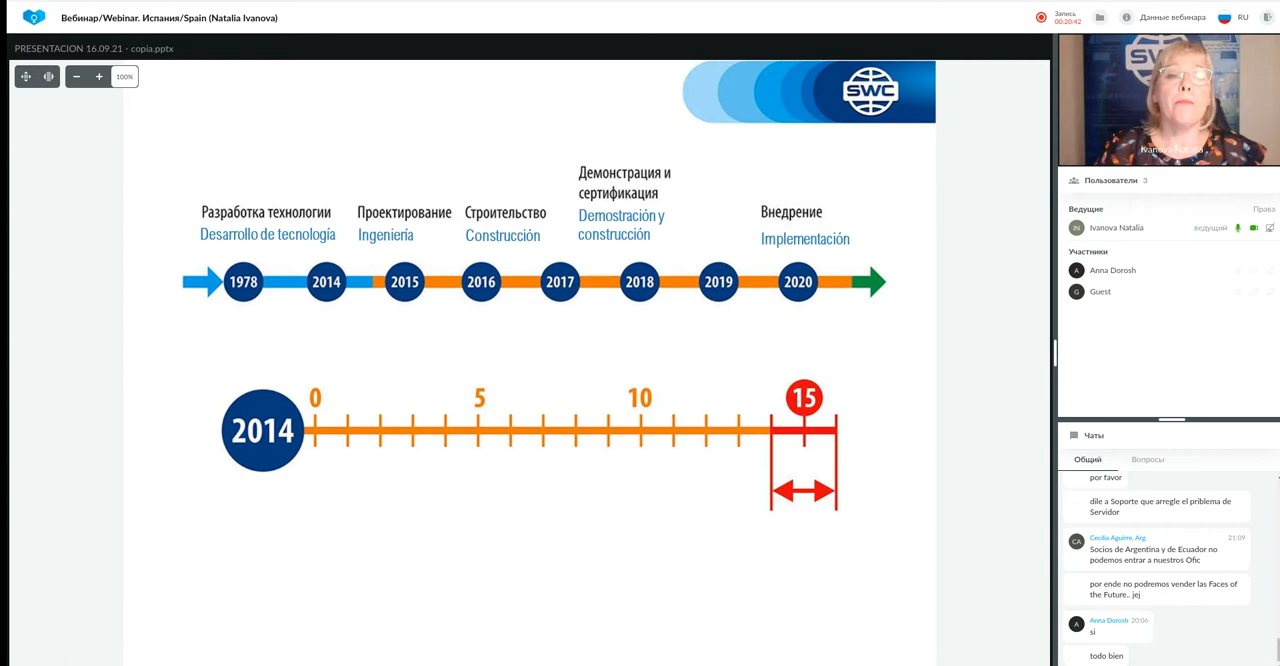 Вебинар/Webinar. Испания/Spain (Natalia Ivanova)
Запись
00:20:42
Данные вебинара
RU
PRESENTACION 16.09.21 - copia.pptx
100%
SWC
Демонстрация и
сертификация
Demostración y
construcción
Разработка технологии
Desarrollo de tecnología
Проектирование
Ingeniería
Строительство
Construcción
Внедрение
Implementación
1978
2014
2015
2016
2017
2018
2019
2020
2014
0
5
10
15
Ivanova Natalia
Пользователи 3
Ведущие
Права
IN
Ivanova Natalia
ведущий
Участники
A
Anna Dorosh
G
Guest
Чаты
Общий
Вопросы
por favor
dile a Soporte que arregle el priblema de
Servidor
CA
Cecilia Aguirre, Arg.
21:09
Socios de Argentina y de Ecuador no
podemos entrar a nuestros Ofic
por ende no podremos vender las Faces of
the Future.. jej
A
Anna Dorosh 20:06
si
todo bien